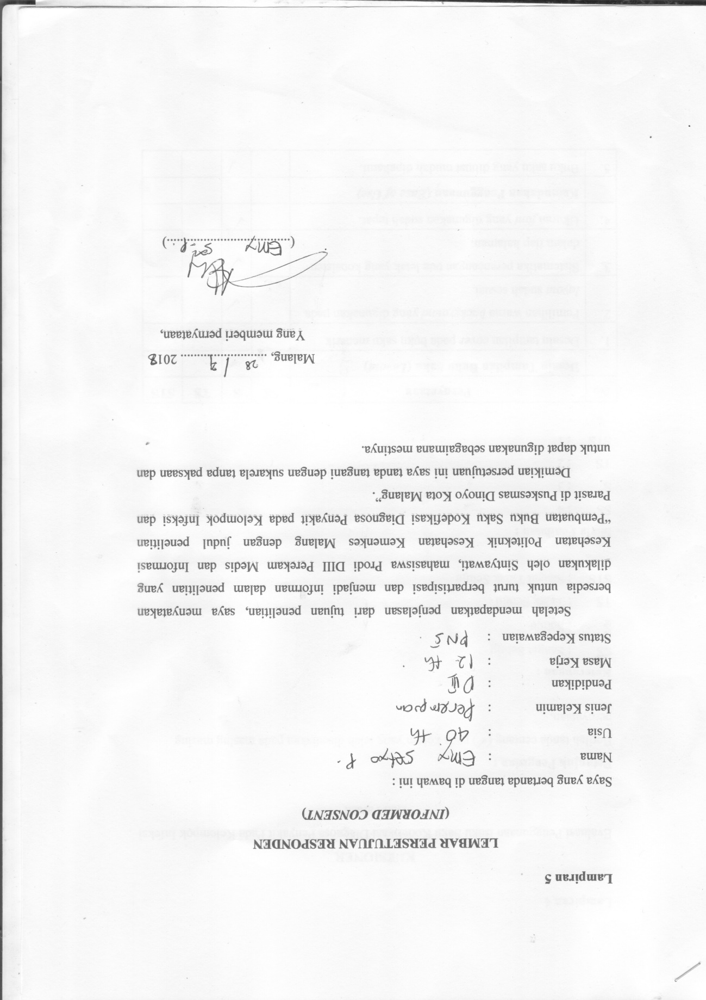 Lampiran 5
LEMBAR PERSETUJUAN RESPONDEN
(INFORMED CONSENT)
Saya yang bertanda tangan di bawah ini :
Nama : Emy Setyo P.
Usia : 40 th
Jenis Kelamin : Perempuan
Pendidikan : D III
Masa Kerja : 12 th
Status Kepegawaian : PNS
Setelah mendapatkan penjelasan dari tujuan penelitian, saya menyatakan
bersedia untuk turut berpartisipasi dan menjadi informan dalam penelitian yang
dilakukan oleh Sintyawati, mahasiswa Prodi DIII Perekam Medis dan Informasi
Kesehatan Politeknik Kesehatan Kemenkes Malang dengan judul penelitian
“Pembuatan Buku Saku Kodefikasi Diagnosa Penyakit pada Kelompok Infeksi dan
Parasit di Puskesmas Dinoyo Kota Malang”.
Demikian persetujuan ini saya tanda tangani dengan sukarela tanpa paksaan dan
untuk dapat digunakan sebagaimana mestinya.
Malang, 28 / 2018
Yang memberi pernyataan,
(Emy P.)